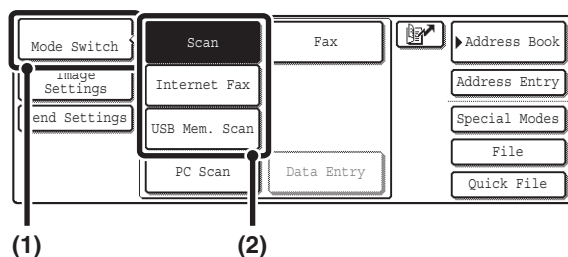 Mode Switch
Scan
Fax
Address Book
Image
Settings
Internet Fax
Address Entry
end Settings
USB Mem. Scan
Special Modes
File
PC Scan
Data Entry
Quick File
(1)
(2)